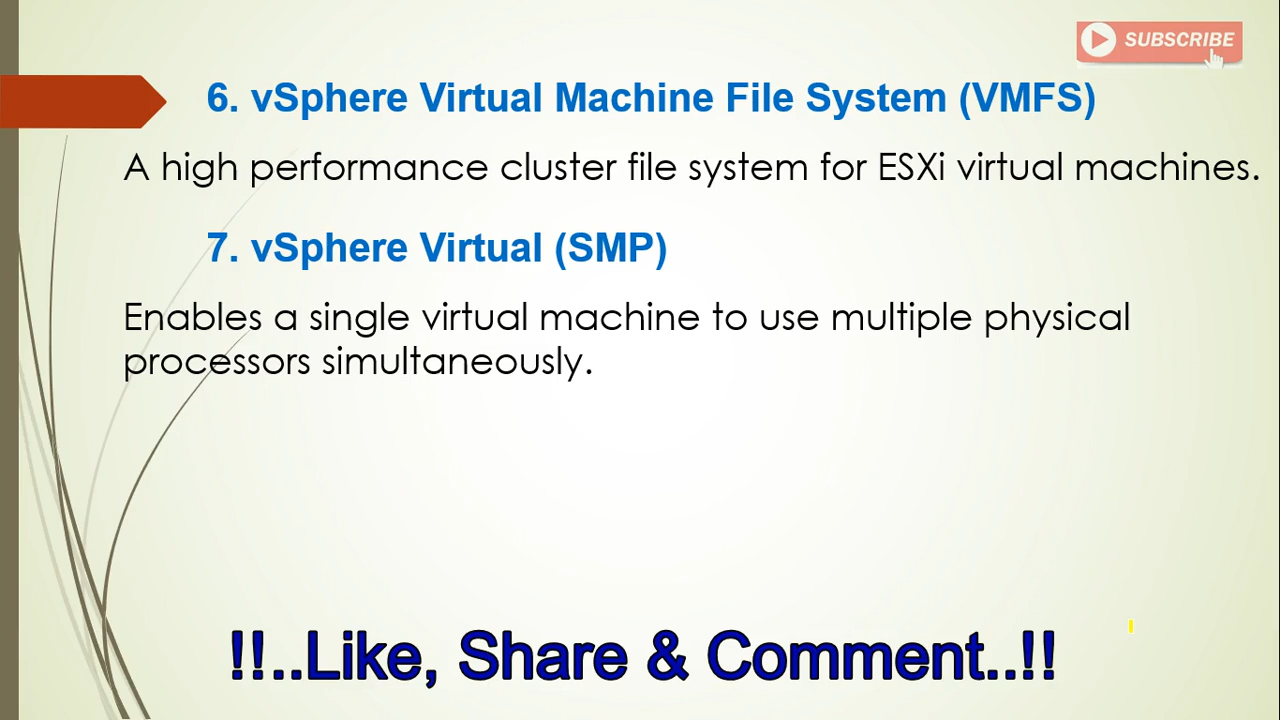 SUBSCRIBE
6. vSphere Virtual Machine File System (VMFS)
A high performance cluster file system for ESXi virtual machines.
7. vSphere Virtual (SMP)
Enables a single virtual machine to use multiple physical
processors simultaneously.
!!..Like, Share & Comment..!!